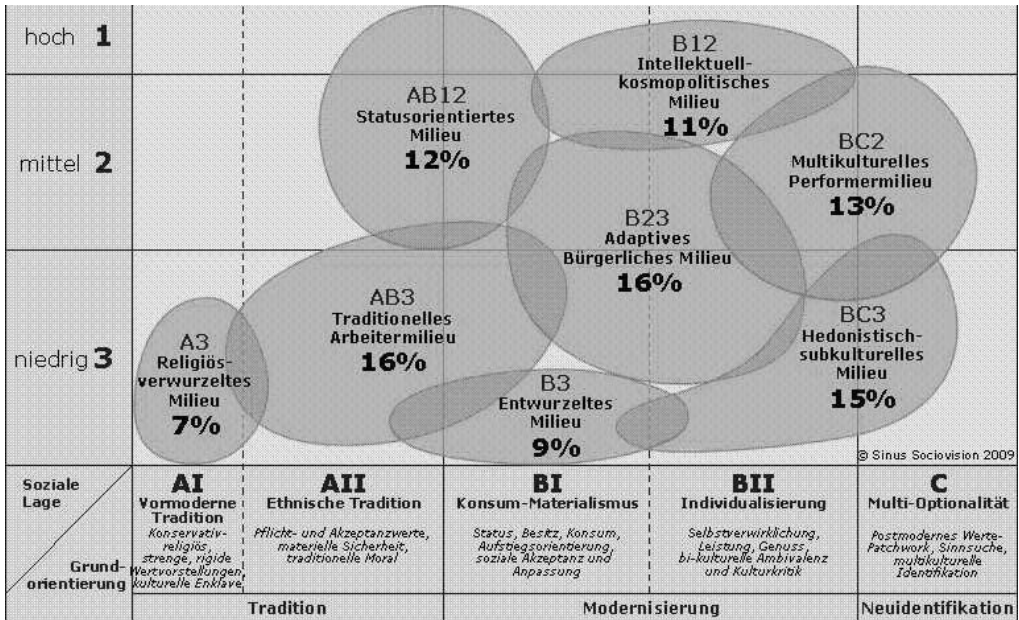 hoch 1
B12
Intellektuell-
kosmopolitisches
Milieu
11%
AB12
Statusorientiertes
Milieu
12%
mittel 2
BC2
Multikulturelles
Performermilieu
13%
B23
Adaptives
Bürgerliches Milieu
16%
AB3
Traditionelles
Arbeitermilieu
16%
BC3
Hedonistisch-
subkulturelles
Milieu
15%
niedrig 3
A3
Religiös-
verwurzeltes
Milieu
7%
B3
Entwurzeltes
Milieu
9%
© Sinus Sociovision 2009
Soziale
Lage
Grund-
orientierung
AI
Vormoderne
Tradition
Konservativ-
religiös,
strenge, rigide
Wertvorstellungen,
kulturelle Enklave
AII
Ethnische Tradition
Pflicht- und Akzeptanzwerte,
materielle Sicherheit,
traditionelle Moral
BI
Konsum-Materialismus
Status, Besitz, Konsum,
Aufstiegsorientierung,
soziale Akzeptanz und
Anpassung
BII
Individualisierung
Selbstverwirklichung,
Leistung, Genuss,
bi-kulturelle Ambivalenz
und Kulturkritik
C
Multi-Optionalität
Postmodernes Werte-
Patchwork, Sinnsuche,
multikulturelle
Identifikation
Tradition
Modernisierung
Neuidentifikation